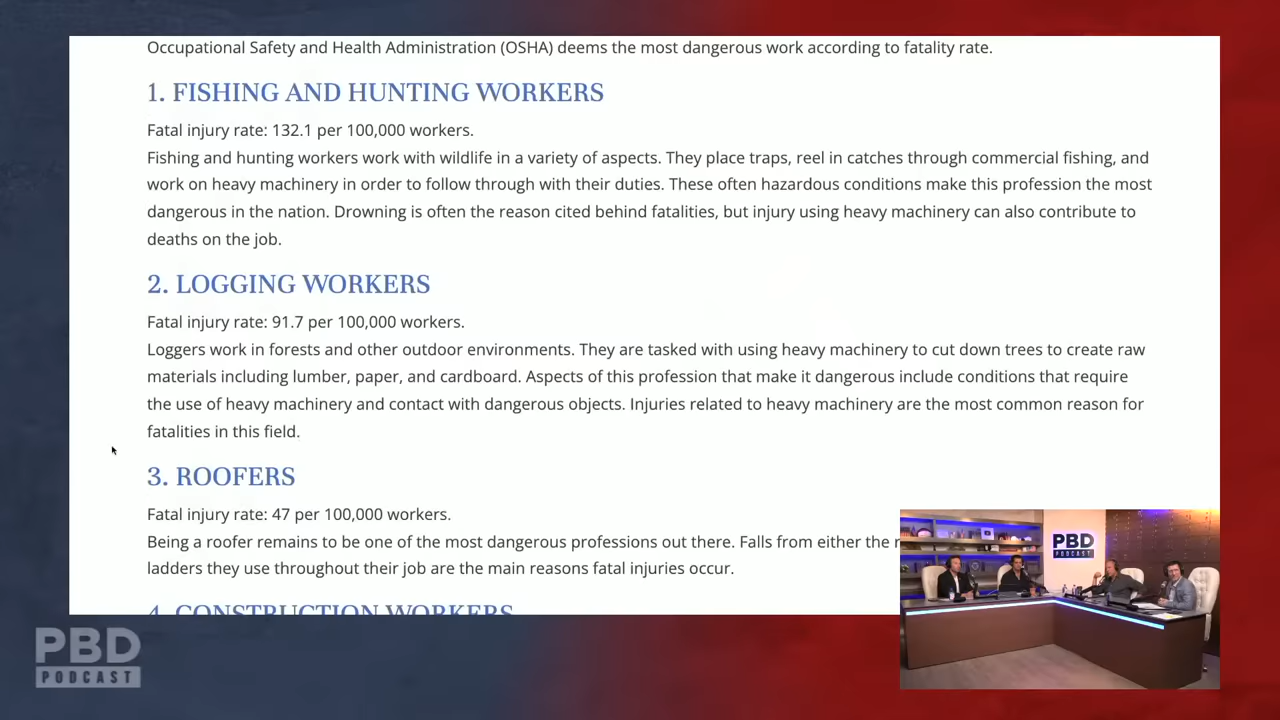 Occupational Safety and Health Administration (OSHA) deems the most dangerous work according to fatality rate.
1. FISHING AND HUNTING WORKERS
Fatal injury rate: 132.1 per 100,000 workers.
Fishing and hunting workers work with wildlife in a variety of aspects. They place traps, reel in catches through commercial fishing, and
work on heavy machinery in order to follow through with their duties. These often hazardous conditions make this profession the most
dangerous in the nation. Drowning is often the reason cited behind fatalities, but injury using heavy machinery can also contribute to
deaths on the job.
2. LOGGING WORKERS
Fatal injury rate: 91.7 per 100,000 workers.
Loggers work in forests and other outdoor environments. They are tasked with using heavy machinery to cut down trees to create raw
materials including lumber, paper, and cardboard. Aspects of this profession that make it dangerous include conditions that require
the use of heavy machinery and contact with dangerous objects. Injuries related to heavy machinery are the most common reason for
fatalities in this field.
3. ROOFERS
Fatal injury rate: 47 per 100,000 workers.
Being a roofer remains to be one of the most dangerous professions out there. Falls from either the
ladders they use throughout their job are the main reasons fatal injuries occur.
4. CONSTRUCTION WORKERS
PBD
PODCAST
PBD
PODCAST